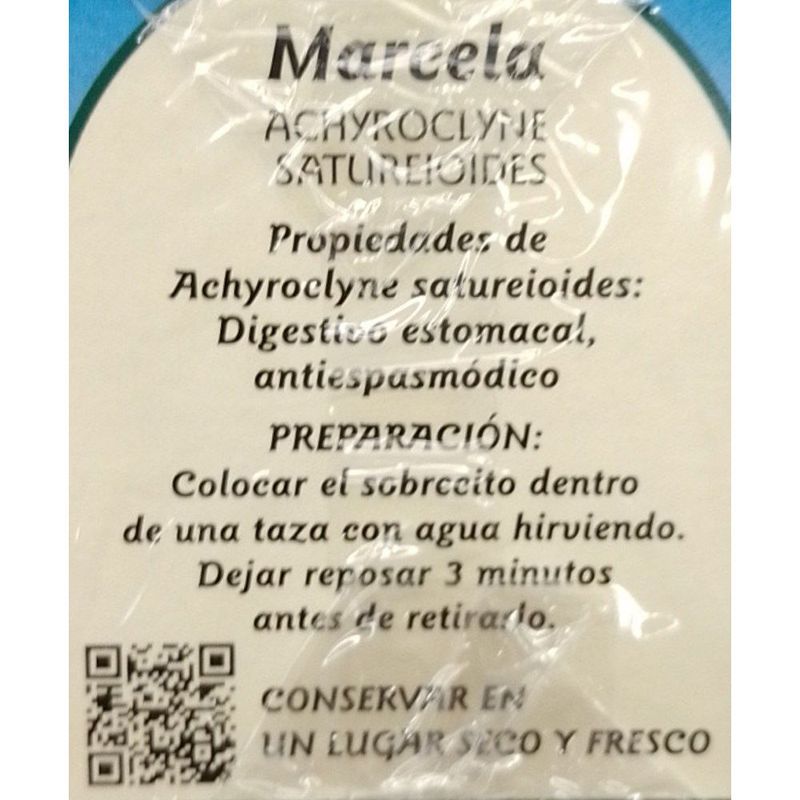 Marcela
ACHYROCLYNE
SATUREIOIDES
Propiedades de
Achyroclyne satureioides:
Digestivo estomacal,
antiespasmódico
PREPARACIÓN:
Colocar el sobrecito dentro
de una taza con agua hirviendo.
Dejar reposar 3 minutos
antes de retirarlo.
CONSERVAR EN
UN LUGAR SECO Y FRESCO